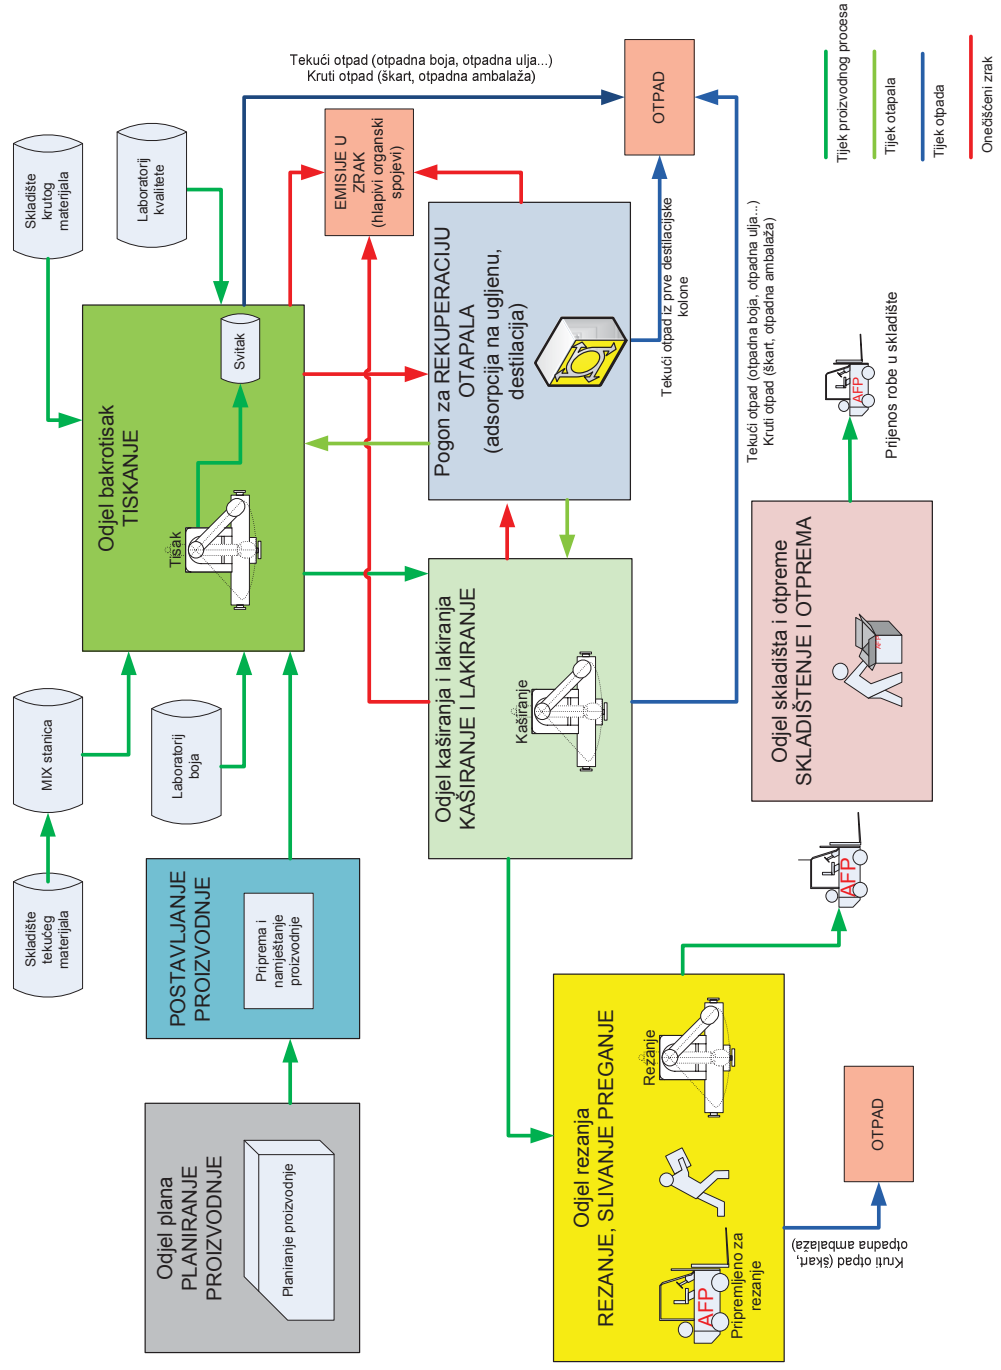 Odjel plana
PLANIRANJE
PROIZVODNJE
Planiranje proizvodnje
POSTAVLJANJE
PROIZVODNJE
Priprema i
namještanje
proizvodnje
Skladište
tekućeg
materijala
MIX stanica
Laboratorij
boja
Skladište
krutog
materijala
Laboratorij
kvalitete
Odjel bakrotisak
TISKANJE
Tisak
Svitak
Tekući otpad (otpadna boja, otpadna ulja...)
Kruti otpad (škart, otpadna ambalaža)
EMISIJE U
ZRAK
(hlapivi organski
spojevi)
OTPAD
Pogon za REKUPERACIJU
OTAPALA
(adsorpcija na ugljenu,
destilacija)
Tekući otpad iz prve destilacijske
kolone
Odjel kaširanja i lakiranja
KAŠIRANJE I LAKIRANJE
Kaširanje
Tekući otpad (otpadna boja, otpadna ulja...)
Kruti otpad (škart, otpadna ambalaža)
Odjel rezanja
REZANJE, SLIVANJE PREGANJE
Rezanje
AFP
Pripremljeno za
rezanje
Kruti otpad (škart,
otpadna ambalaža)
OTPAD
AFP
Odjel skladišta i otpreme
SKLADIŠTENJE I OTPREMA
AFP
AFP
Prijenos robe u skladište
Tijek proizvodnog procesa
Tijek otapala
Tijek otpada
Onečišćeni zrak